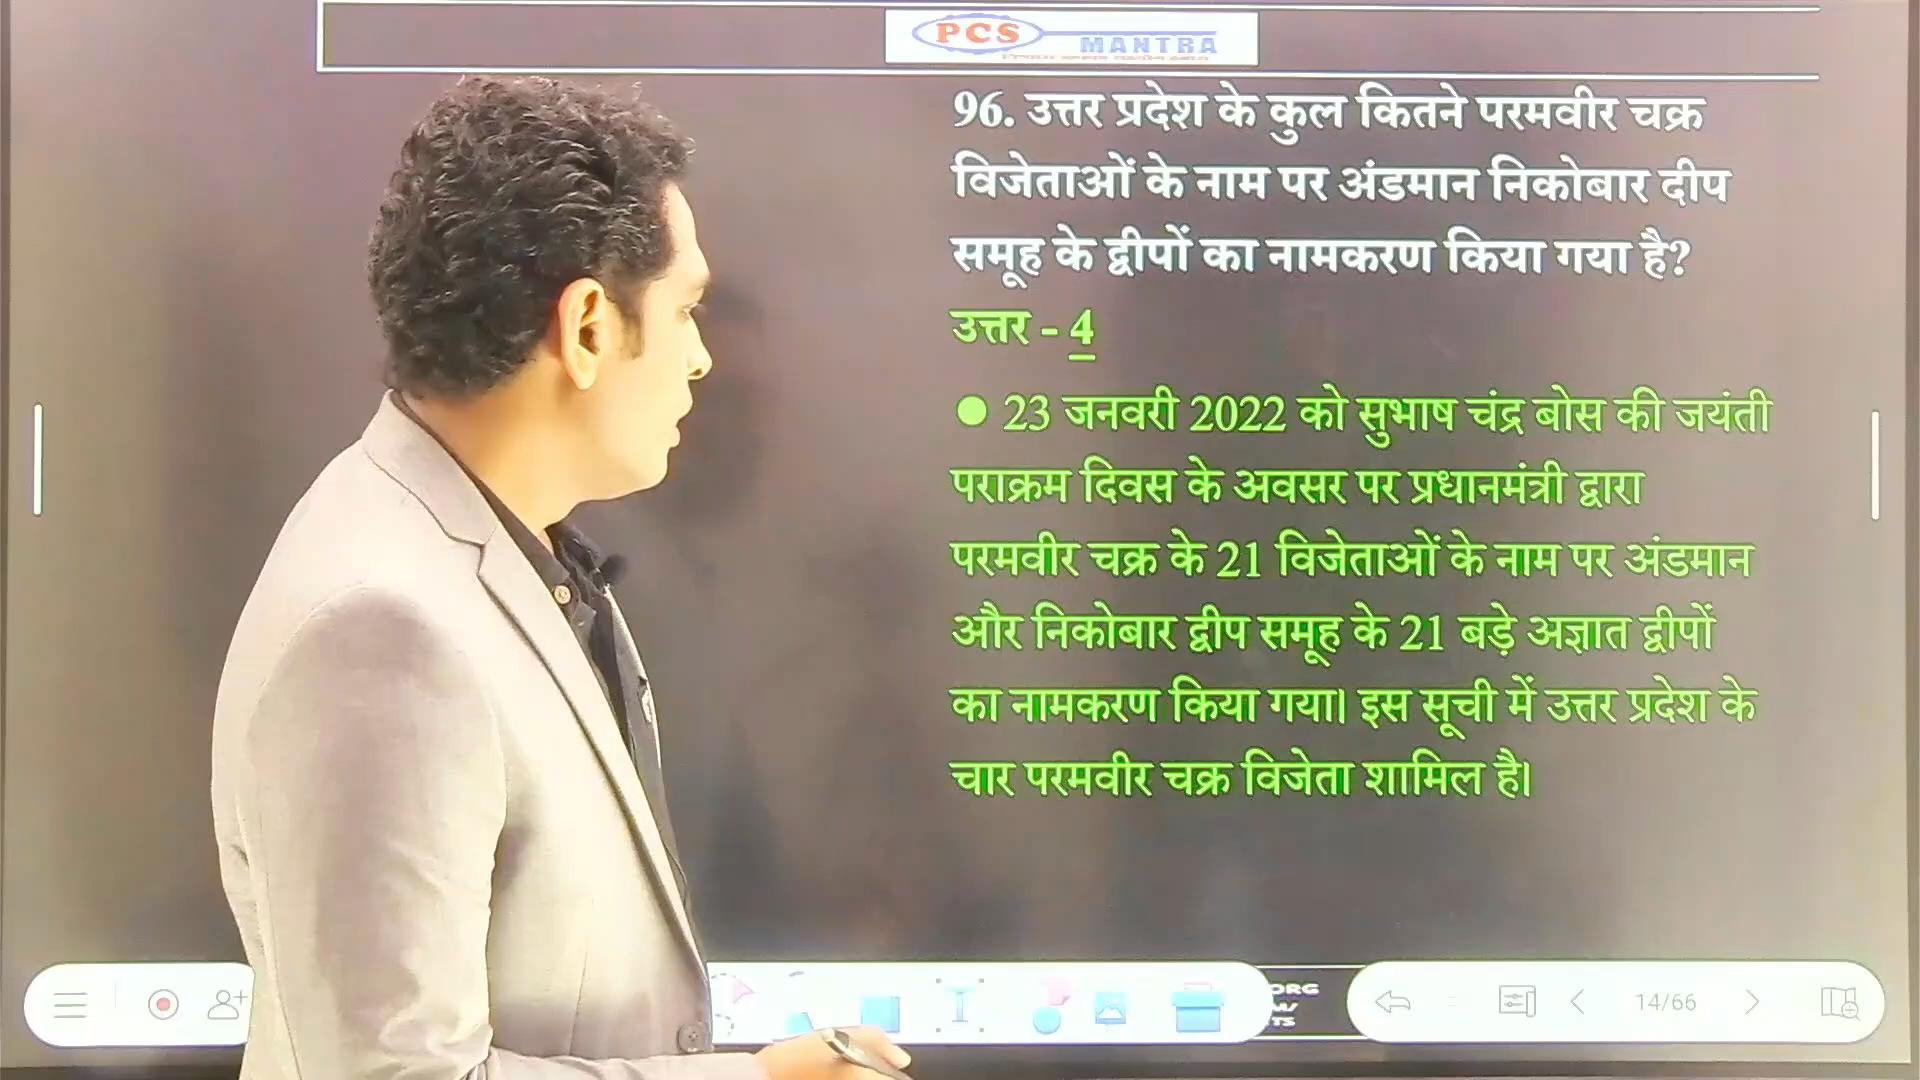 PCS
MANTRA
96. उत्तर प्रदेश के कुल कितने परमवीर चक्र
विजेताओं के नाम पर अंडमान निकोबार दीप
समूह के द्वीपों का नामकरण किया गया है?
उत्तर - 4
● 23 जनवरी 2022 को सुभाष चंद्र बोस की जयंती
पराक्रम दिवस के अवसर पर प्रधानमंत्री द्वारा
परमवीर चक्र के 21 विजेताओं के नाम पर अंडमान
और निकोबार द्वीप समूह के 21 बड़े अज्ञात द्वीपों
का नामकरण किया गया। इस सूची में उत्तर प्रदेश के
चार परमवीर चक्र विजेता शामिल है।
ORG
M/
TS
14/66